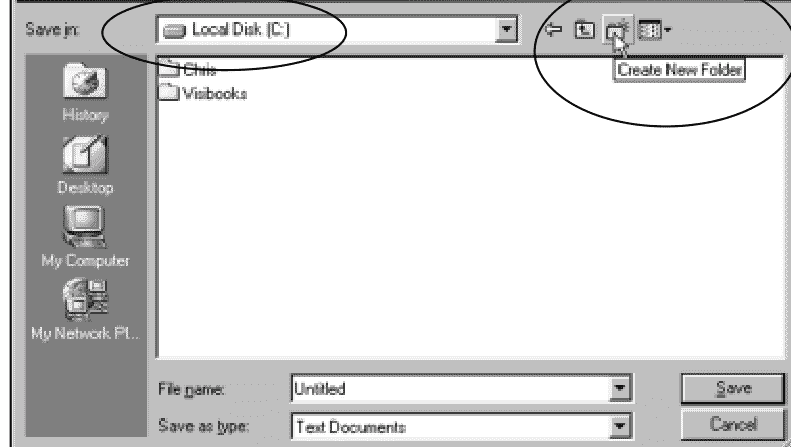 Save in:
Local Disk (C:)
Create New Folder
Chris
Visibooks
History
Desktop
My Computer
My Network Pl...
File name:
Untitled
Save
Save as type:
Text Documents
Cancel